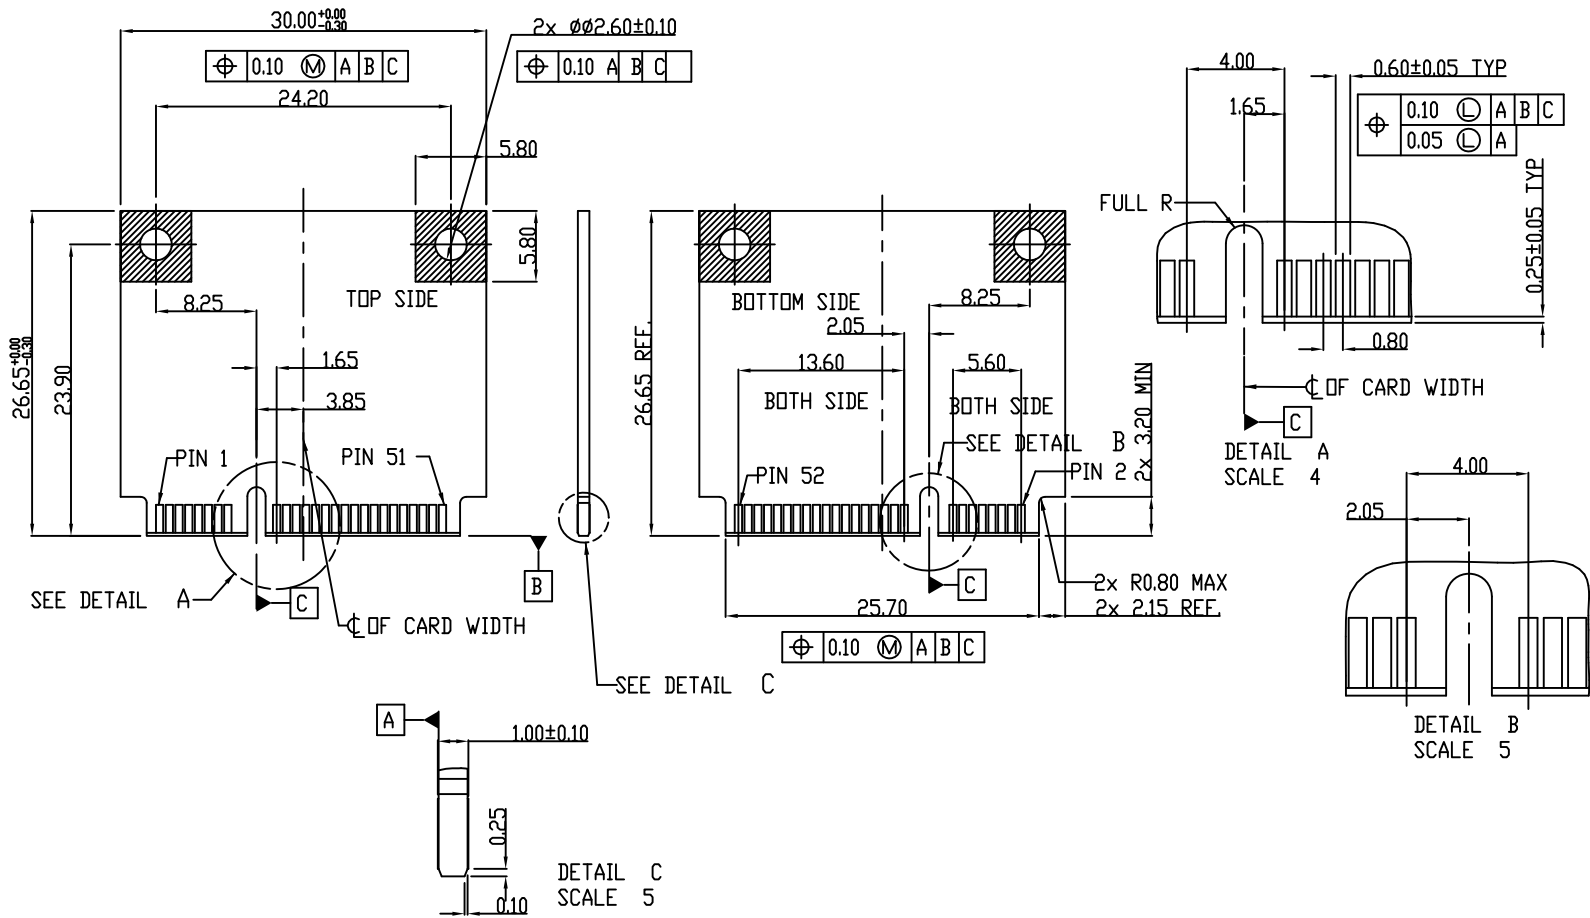 30.00+0.00
-0.30
0.10 Ⓜ A B C
2x øø2.60±0.10
0.10 A B C
24.20
5.80
5.80
TOP SIDE
8.25
26.65+0.00
-0.30
23.90
1.65
3.85
PIN 1
PIN 51
SEE DETAIL A
C
B
℄ OF CARD WIDTH
SEE DETAIL C
BOTTOM SIDE
8.25
2.05
26.65 REF.
13.60
5.60
BOTH SIDE
BOTH SIDE
SEE DETAIL B
PIN 52
PIN 2
2x 3.20 MIN
C
2x R0.80 MAX
25.70
2x 2.15 REF.
0.10 Ⓜ A B C
4.00
0.60±0.05 TYP
1.65
0.10 Ⓛ A B C
0.05 Ⓛ A
FULL R
0.25±0.05 TYP
0.80
℄ OF CARD WIDTH
C
DETAIL A
SCALE 4
4.00
2.05
DETAIL B
SCALE 5
A
1.00±0.10
0.25
0.10
DETAIL C
SCALE 5